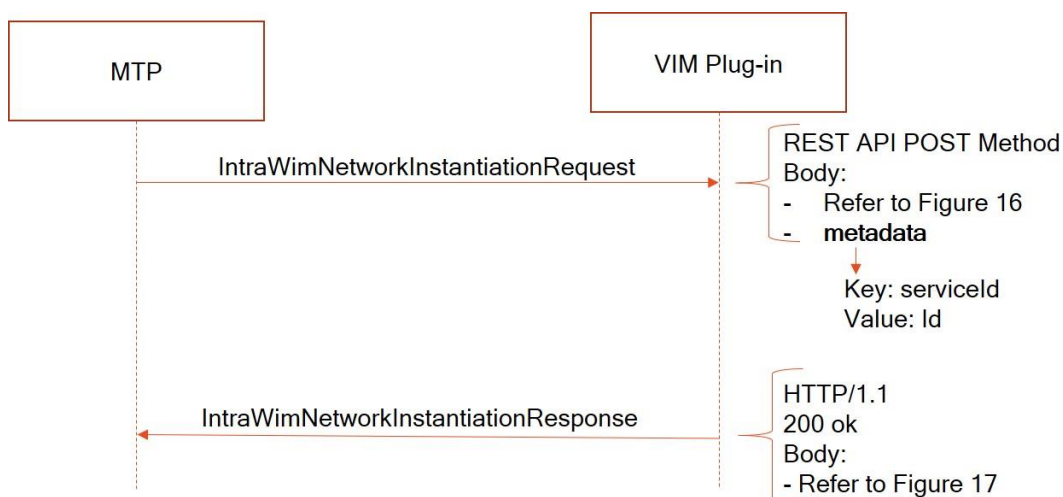 MTP
VIM Plug-in
IntraWimNetworkInstantiationRequest
REST API POST Method
Body:
- Refer to Figure 16
- metadata
Key: serviceId
Value: Id
IntraWimNetworkInstantiationResponse
HTTP/1.1
200 ok
Body:
- Refer to Figure 17